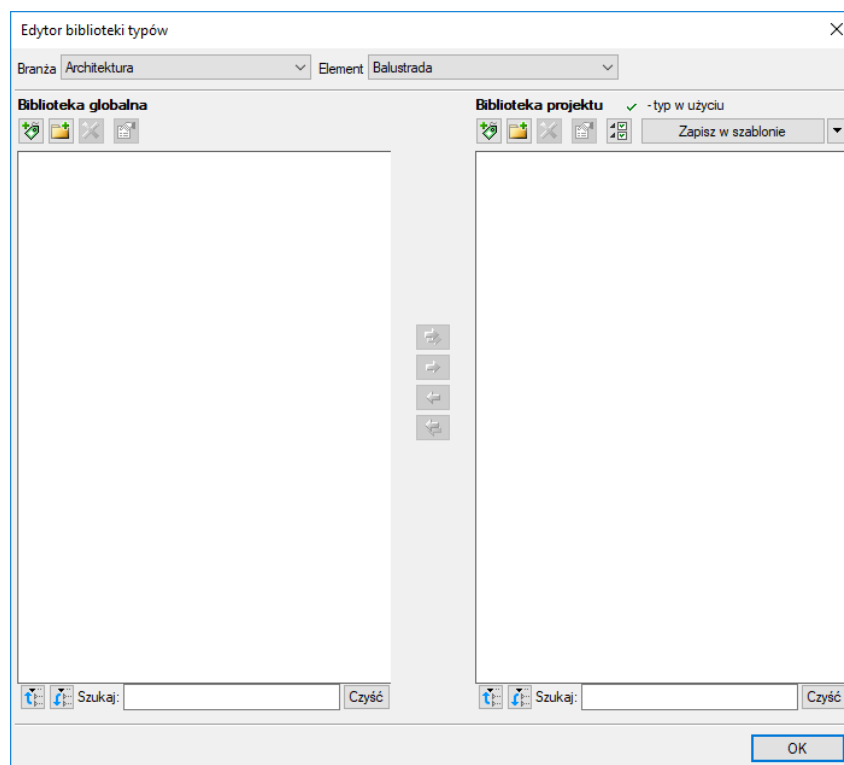 Edytor biblioteki typów
Branża Architektura Element Balustrada
Biblioteka globalna
Biblioteka projektu - typ w użyciu
Zapisz w szablonie
Szukaj: Czyść
Szukaj: Czyść
OK